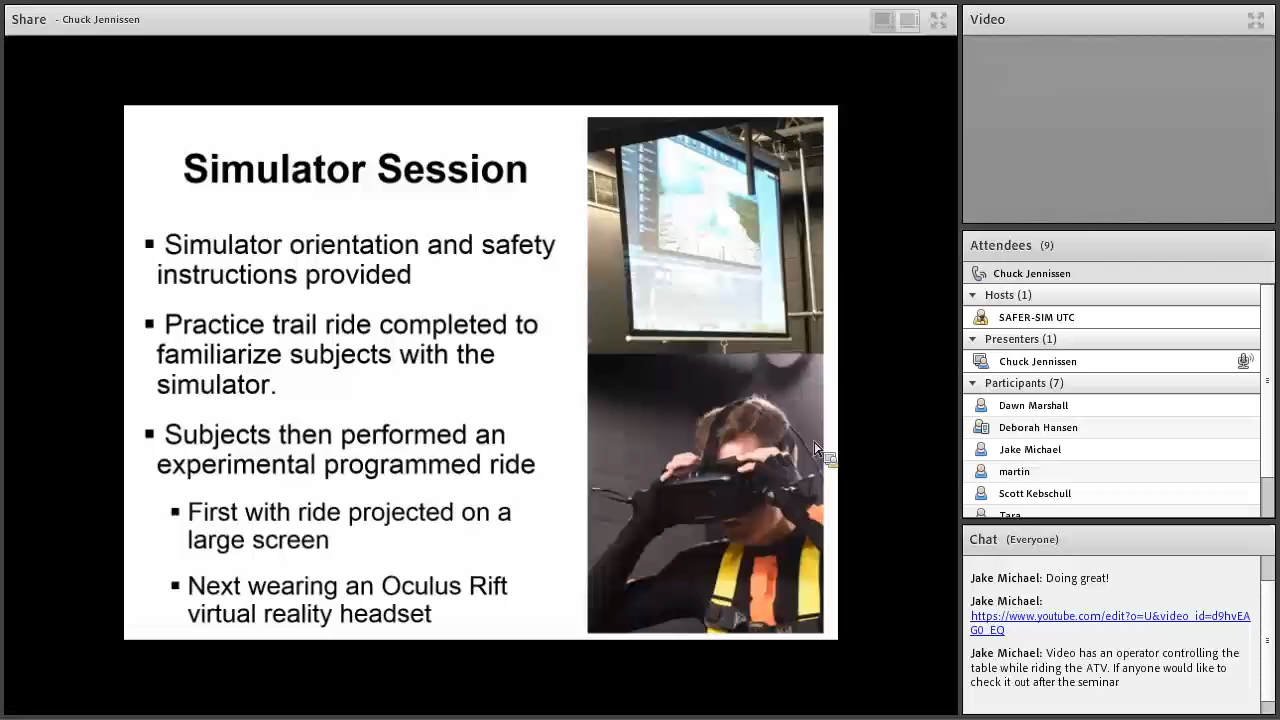 Share - Chuck Jennissen
Simulator Session
▪ Simulator orientation and safety
instructions provided
▪ Practice trail ride completed to
familiarize subjects with the
simulator.
▪ Subjects then performed an
experimental programmed ride
▪ First with ride projected on a
large screen
▪ Next wearing an Oculus Rift
virtual reality headset
Video
Attendees (9)
Chuck Jennissen
Hosts (1)
SAFER-SIM UTC
Presenters (1)
Chuck Jennissen
Participants (7)
Dawn Marshall
Deborah Hansen
Jake Michael
martin
Scott Kebschull
Tara
Chat (Everyone)
Jake Michael: Doing great!
Jake Michael:
https://www.youtube.com/edit?o=U&video_id=d9hvEA
G0_EQ
Jake Michael: Video has an operator controlling the
table while riding the ATV. If anyone would like to
check it out after the seminar